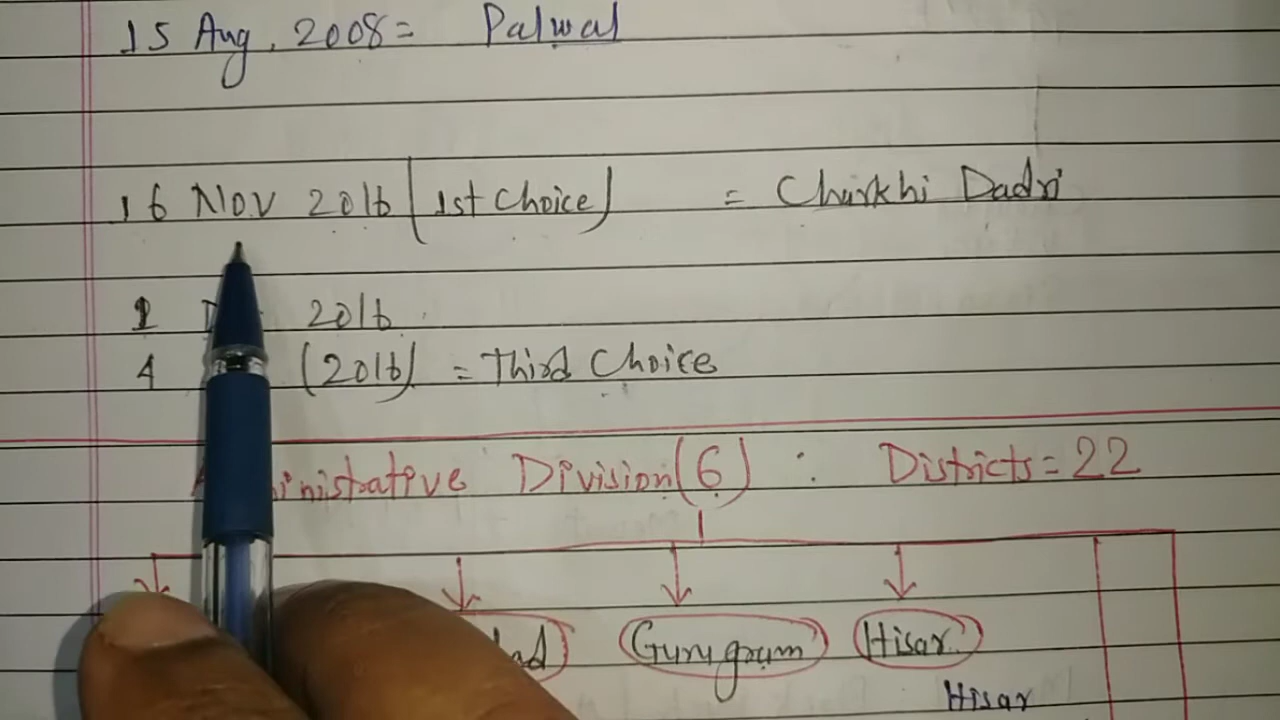 15 Aug, 2008 = Palwal
16 Nov 2016 (1st Choice) = Charkhi Dadri
2016
4 (2016) = Third Choice
Division (6) : Districts = 22
Gurugram Hisar
Hisar